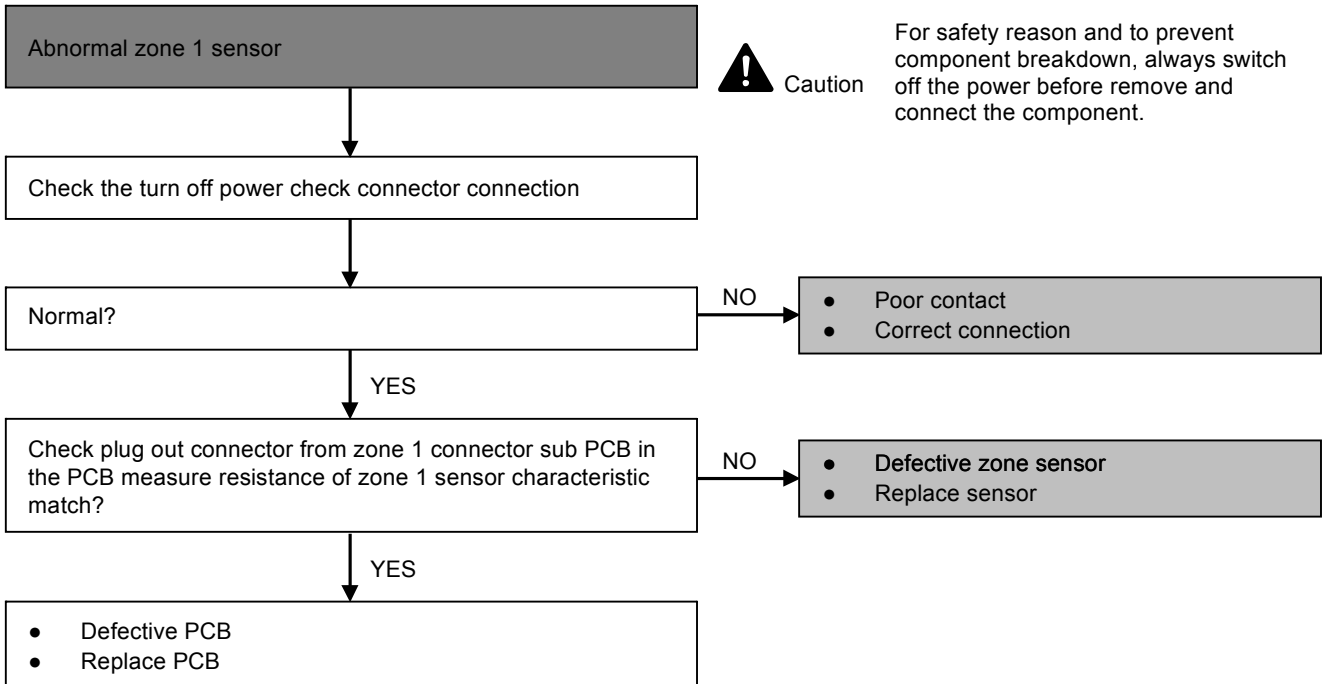 Abnormal zone 1 sensor
Caution
For safety reason and to prevent
component breakdown, always switch
off the power before remove and
connect the component.
Check the turn off power check connector connection
Normal?
NO
● Poor contact
● Correct connection
YES
Check plug out connector from zone 1 connector sub PCB in
the PCB measure resistance of zone 1 sensor characteristic
match?
NO
● Defective zone sensor
● Replace sensor
YES
● Defective PCB
● Replace PCB